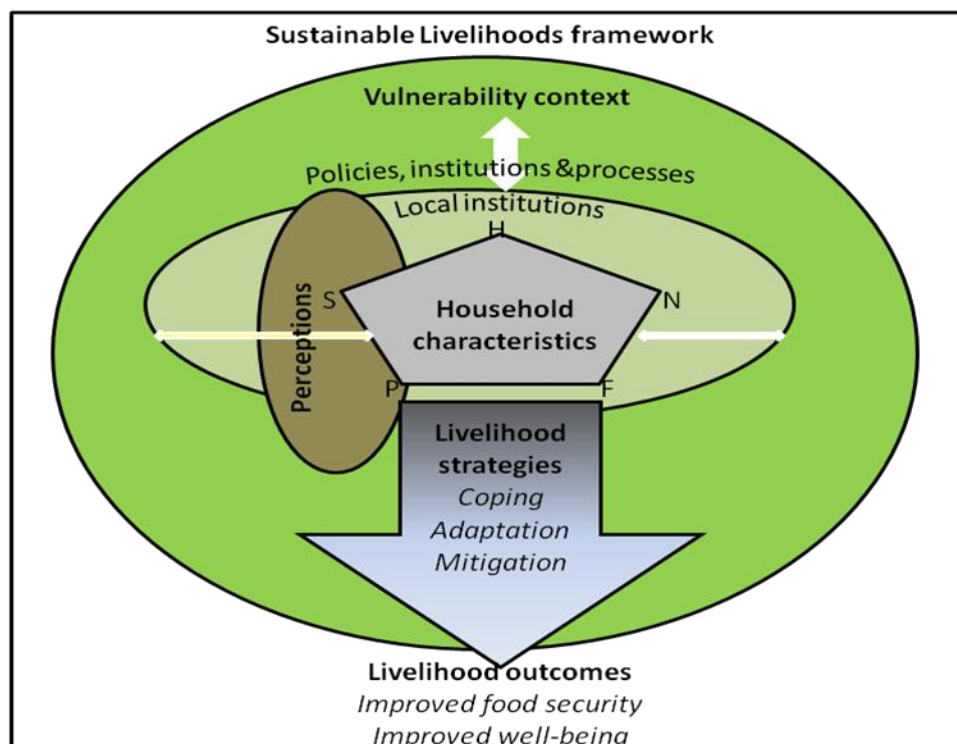 Sustainable Livelihoods framework
Vulnerability context
Policies, institutions &processes
Local institutions
H
S
N
Household
characteristics
Perceptions
P
F
Livelihood
strategies
Coping
Adaptation
Mitigation
Livelihood outcomes
Improved food security
Improved well-being